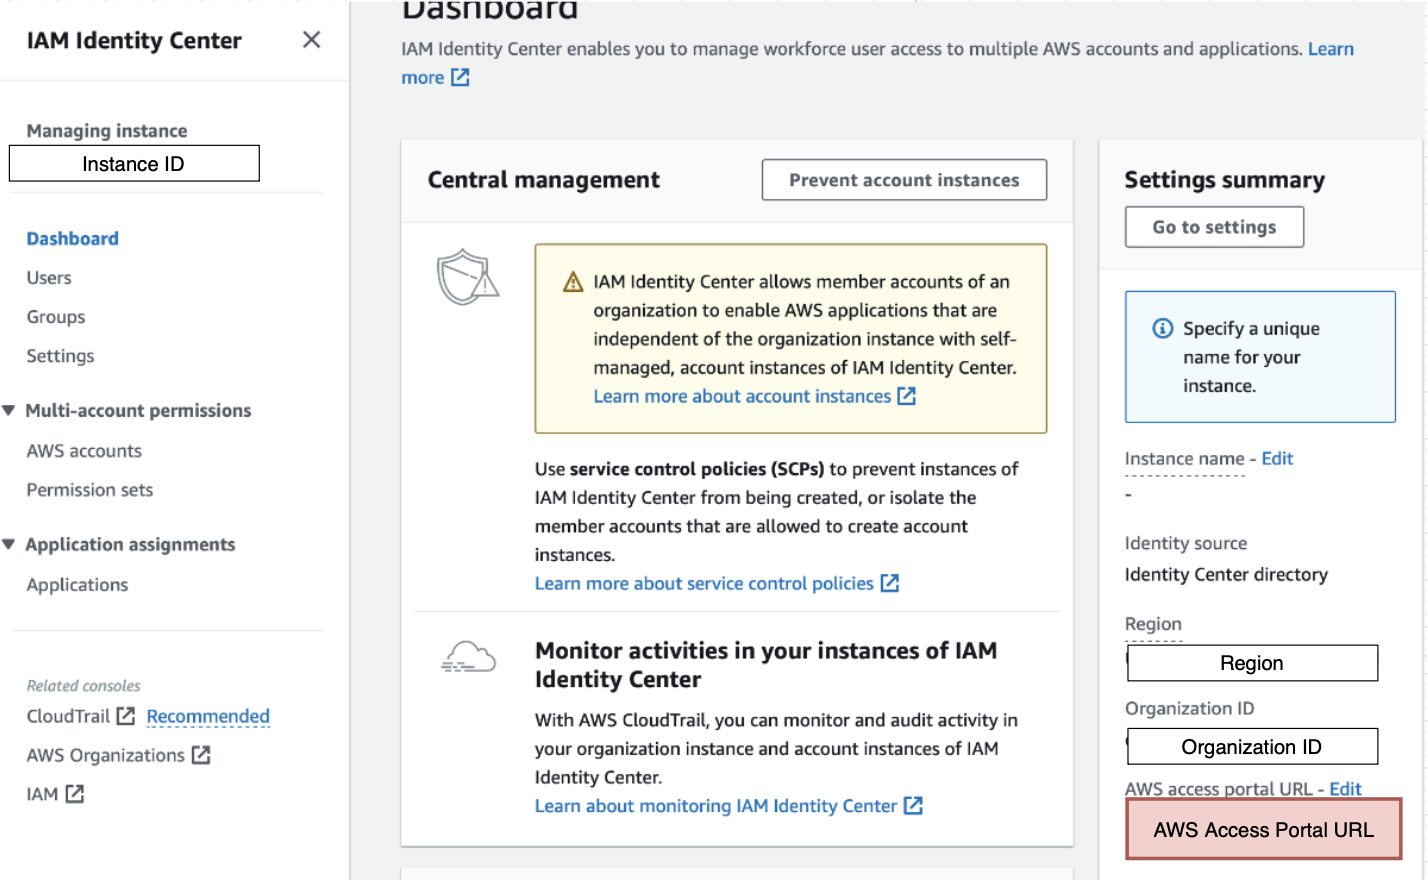 IAM Identity Center
Managing instance
Instance ID
Dashboard
Users
Groups
Settings
Multi-account permissions
AWS accounts
Permission sets
Application assignments
Applications
Related consoles
CloudTrail Recommended
AWS Organizations
IAM
Dashboard
IAM Identity Center enables you to manage workforce user access to multiple AWS accounts and applications. Learn
more
Central management
Prevent account instances
IAM Identity Center allows member accounts of an
organization to enable AWS applications that are
independent of the organization instance with self-
managed, account instances of IAM Identity Center.
Learn more about account instances
Use service control policies (SCPs) to prevent instances of
IAM Identity Center from being created, or isolate the
member accounts that are allowed to create account
instances.
Learn more about service control policies
Monitor activities in your instances of IAM
Identity Center
With AWS CloudTrail, you can monitor and audit activity in
your organization instance and account instances of IAM
Identity Center.
Learn about monitoring IAM Identity Center
Settings summary
Go to settings
Specify a unique
name for your
instance.
Instance name - Edit
-
Identity source
Identity Center directory
Region
Region
Organization ID
Organization ID
AWS access portal URL - Edit
AWS Access Portal URL